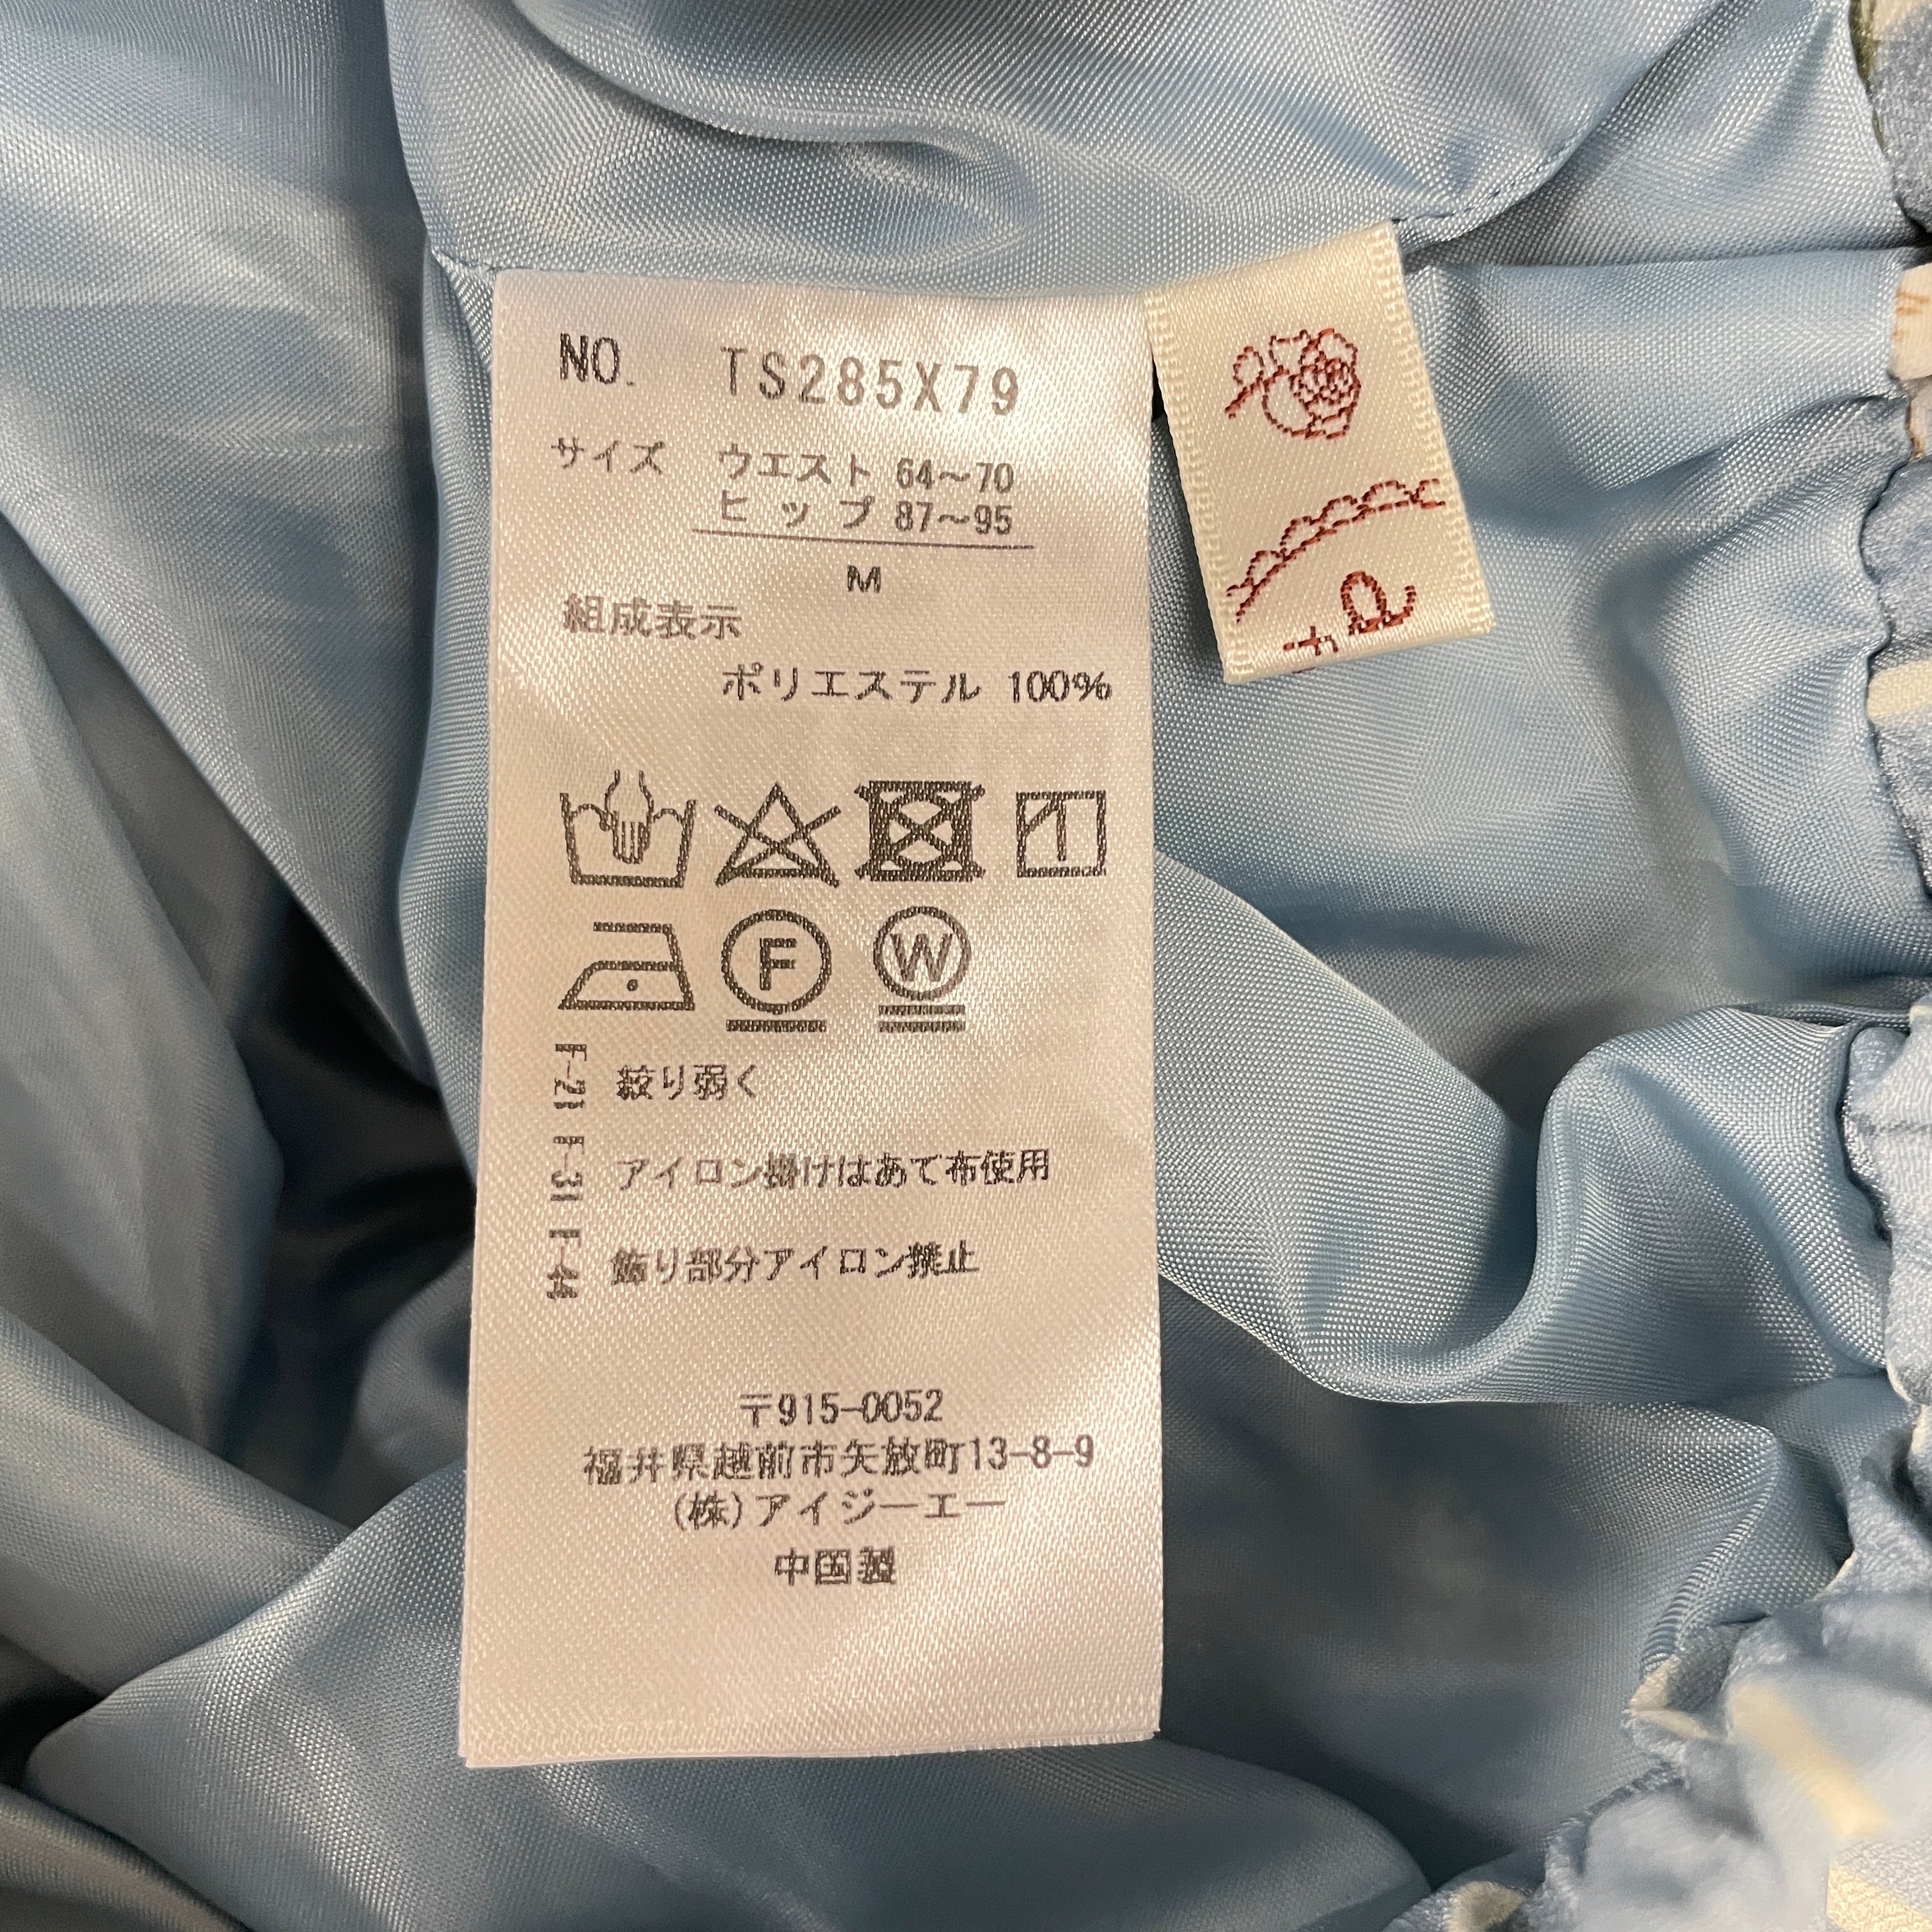 NO. TS285X79
サイズ ウエスト 64～70
ヒップ 87～95
M
組成表示
ポリエステル 100%
F
W
F-21 絞り弱く
F-31 アイロン掛けはあて布使用
F-44 飾り部分アイロン禁止
〒915-0052
福井県越前市矢放町13-8-9
(株)アイジーエー
中国製